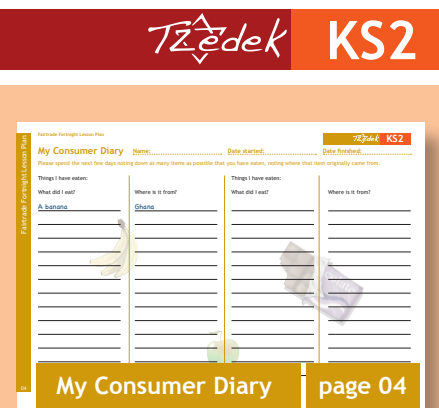 Tzedek KS2
Fairtrade Fortnight Lesson Plan
Tzedek KS2
Fairtrade Fortnight Lesson Plan
My Consumer Diary Name: Date started: Date finished:
Please spend the next few days noting down as many items as possible that you have eaten, noting where that item originally came from.
Things I have eaten: Things I have eaten:
What did I eat? Where is it from? What did I eat? Where is it from?
A banana Ghana
04
My Consumer Diary page 04